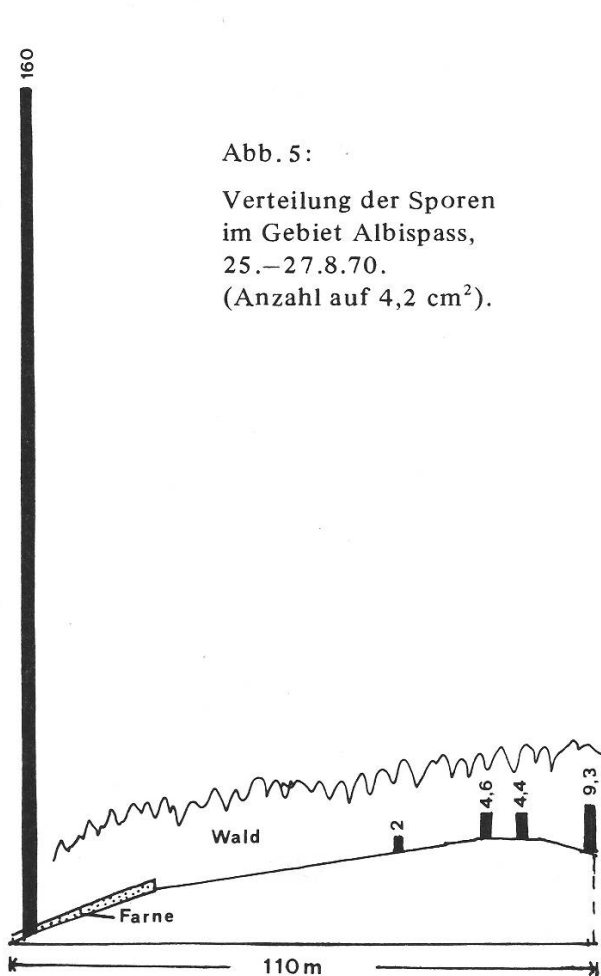 160
Abb. 5:
Verteilung der Sporen
im Gebiet Albispass,
25.–27.8.70.
(Anzahl auf 4,2 cm²).
Wald
2
4,6
4,4
9,3
Farne
110 m